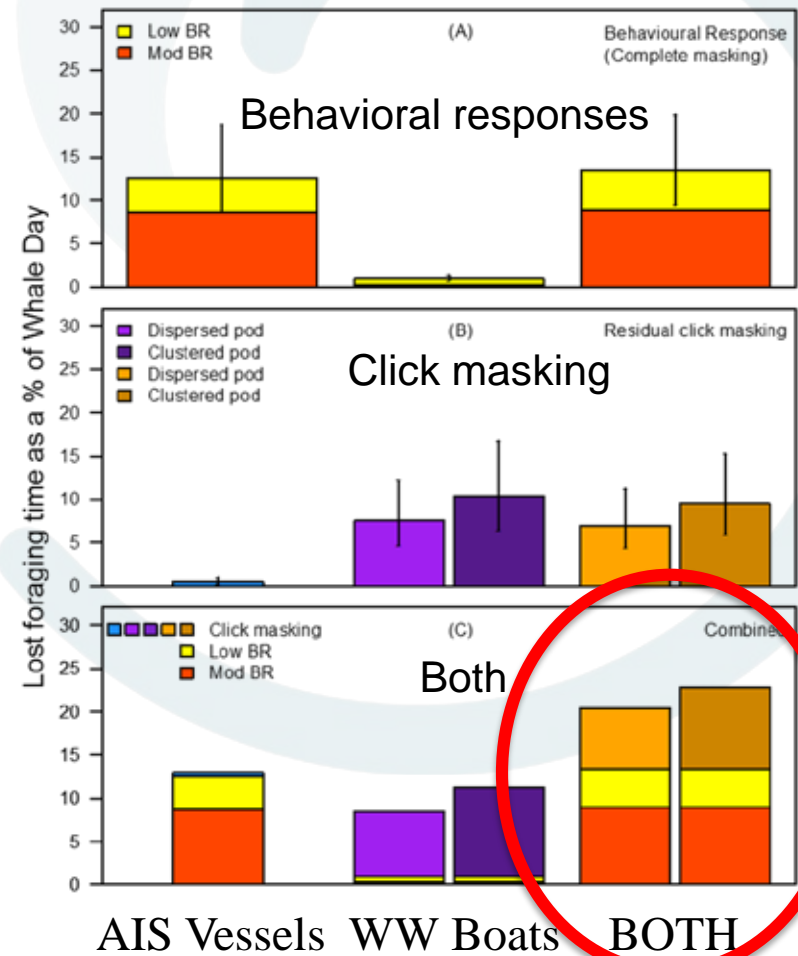 Lost foraging time as a % of Whale Day
30
25
20
15
10
5
0
Low BR
Mod BR
(A)
Behavioural Response
(Complete masking)
Behavioral responses
30
25
20
15
10
5
0
Dispersed pod
Clustered pod
Dispersed pod
Clustered pod
(B)
Residual click masking
Click masking
30
25
20
15
10
5
0
Click masking
Low BR
Mod BR
(C)
Combined
Both
AIS Vessels WW Boats BOTH